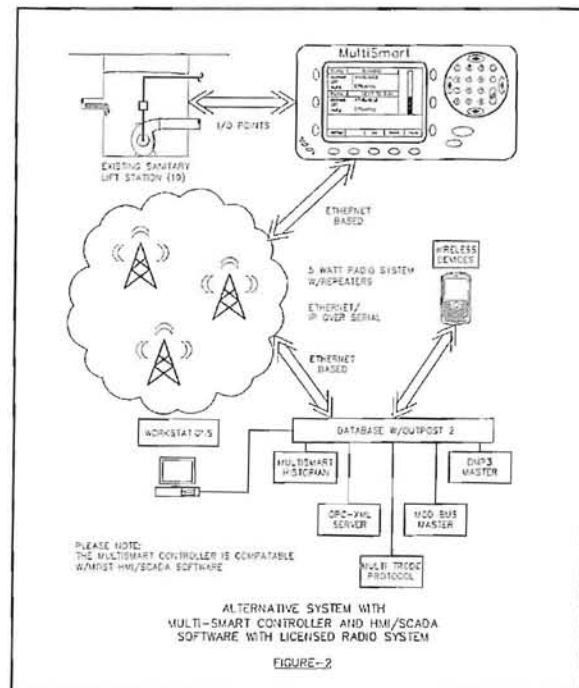 MultiSmart
I/O POINTS
EXISTING SANITARY
LIFT STATION (19)
ETHERNET
BASED
WIRELESS
DEVICES
5 WATT RADIO SYSTEM
W/REPEATERS
ETHERNET/
IP OVER SERIAL
ETHERNET
BASED
WORKSTATIONS
DATABASE W/OUTPOST 2
MULTISMART
HISTORIAN
DNP3
MASTER
OPC-XML
SERVER
MOD BUS
MASTER
MULTI TRODE
PROTOCOL
PLEASE NOTE:
THE MULTISMART CONTROLLER IS COMPATABLE
W/MOST HMI/SCADA SOFTWARE
ALTERNATIVE SYSTEM WITH
MULTI-SMART CONTROLLER AND HMI/SCADA
SOFTWARE WITH LICENSED RADIO SYSTEM
FIGURE-2